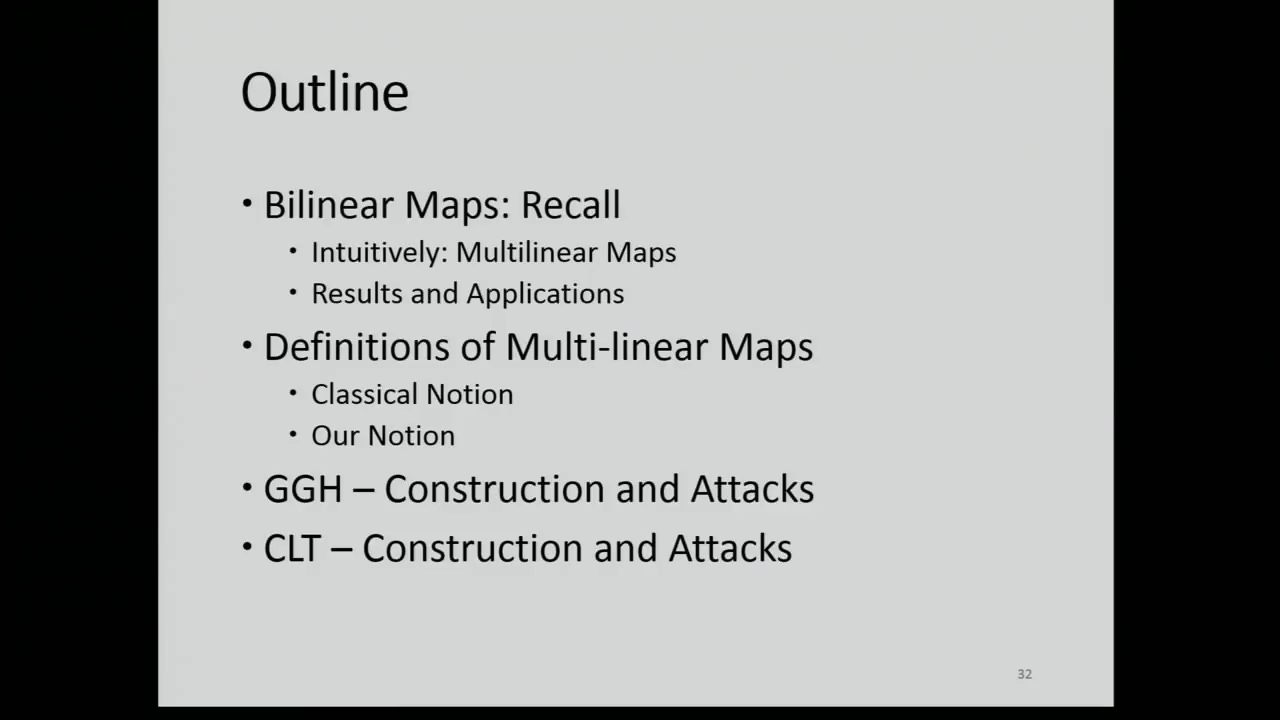 Outline
• Bilinear Maps: Recall
• Intuitively: Multilinear Maps
• Results and Applications
• Definitions of Multi-linear Maps
• Classical Notion
• Our Notion
• GGH – Construction and Attacks
• CLT – Construction and Attacks
32